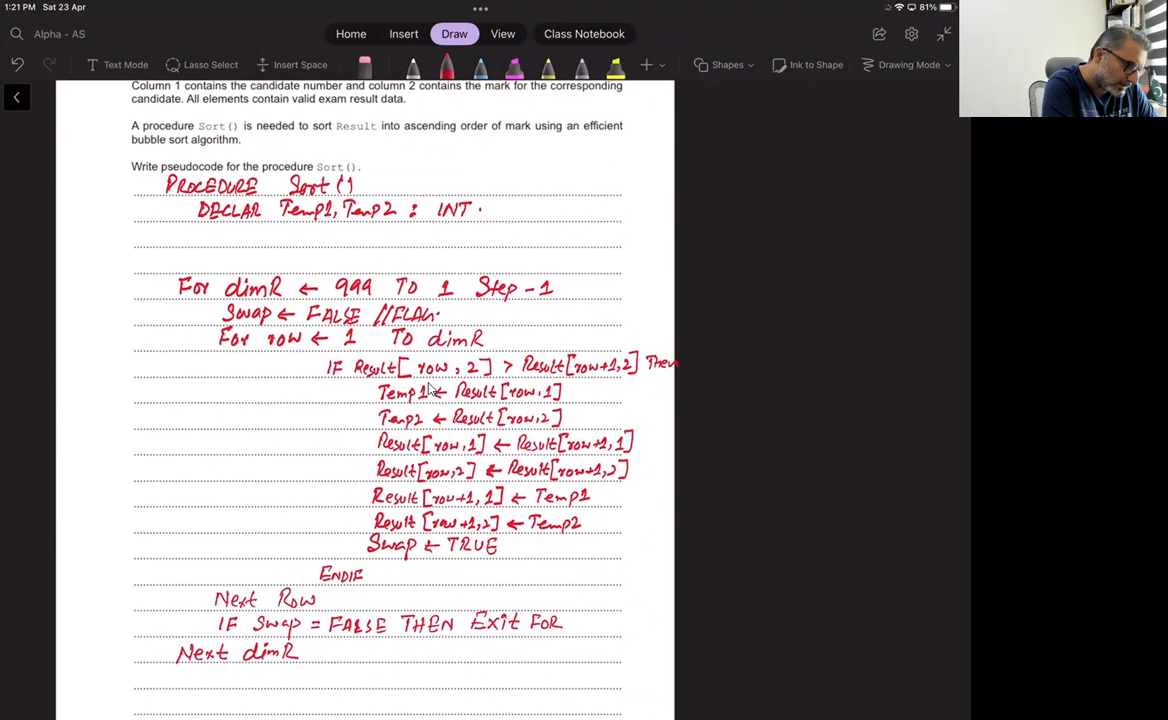 1:21 PM Sat 23 Apr
81%
Alpha - AS
Home Insert Draw View Class Notebook
Text Mode Lasso Select Insert Space Shapes Ink to Shape Drawing Mode
Column 1 contains the candidate number and column 2 contains the mark for the corresponding
candidate. All elements contain valid exam result data.
A procedure Sort() is needed to sort Result into ascending order of mark using an efficient
bubble sort algorithm.
Write pseudocode for the procedure Sort().
PROCEDURE Sort()
DECLAR Temp1, Temp2 : INT.
For dimR ← 999 TO 1 Step -1
Swap ← FALSE //FLAG.
For row ← 1 TO dimR
IF Result[row, 2] > Result[row+1,2] Then
Temp1 ← Result[row,1]
Temp2 ← Result[row,2]
Result[row,1] ← Result[row+1,1]
Result[row,2] ← Result[row+1,2]
Result[row+1,1] ← Temp1
Result[row+1,2] ← Temp2
Swap ← TRUE
ENDIF
Next Row
IF Swap = FALSE THEN Exit FOR
Next dimR